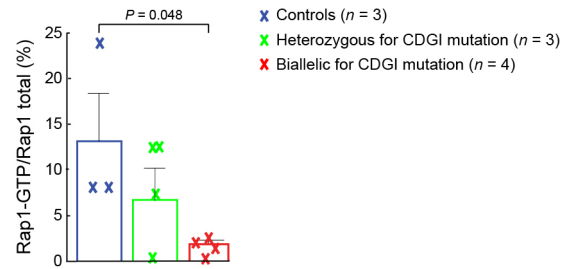 P = 0.048
Controls (n = 3)
Heterozygous for CDGI mutation (n = 3)
Biallelic for CDGI mutation (n = 4)
Rap1-GTP/Rap1 total (%)
25
20
15
10
5
0